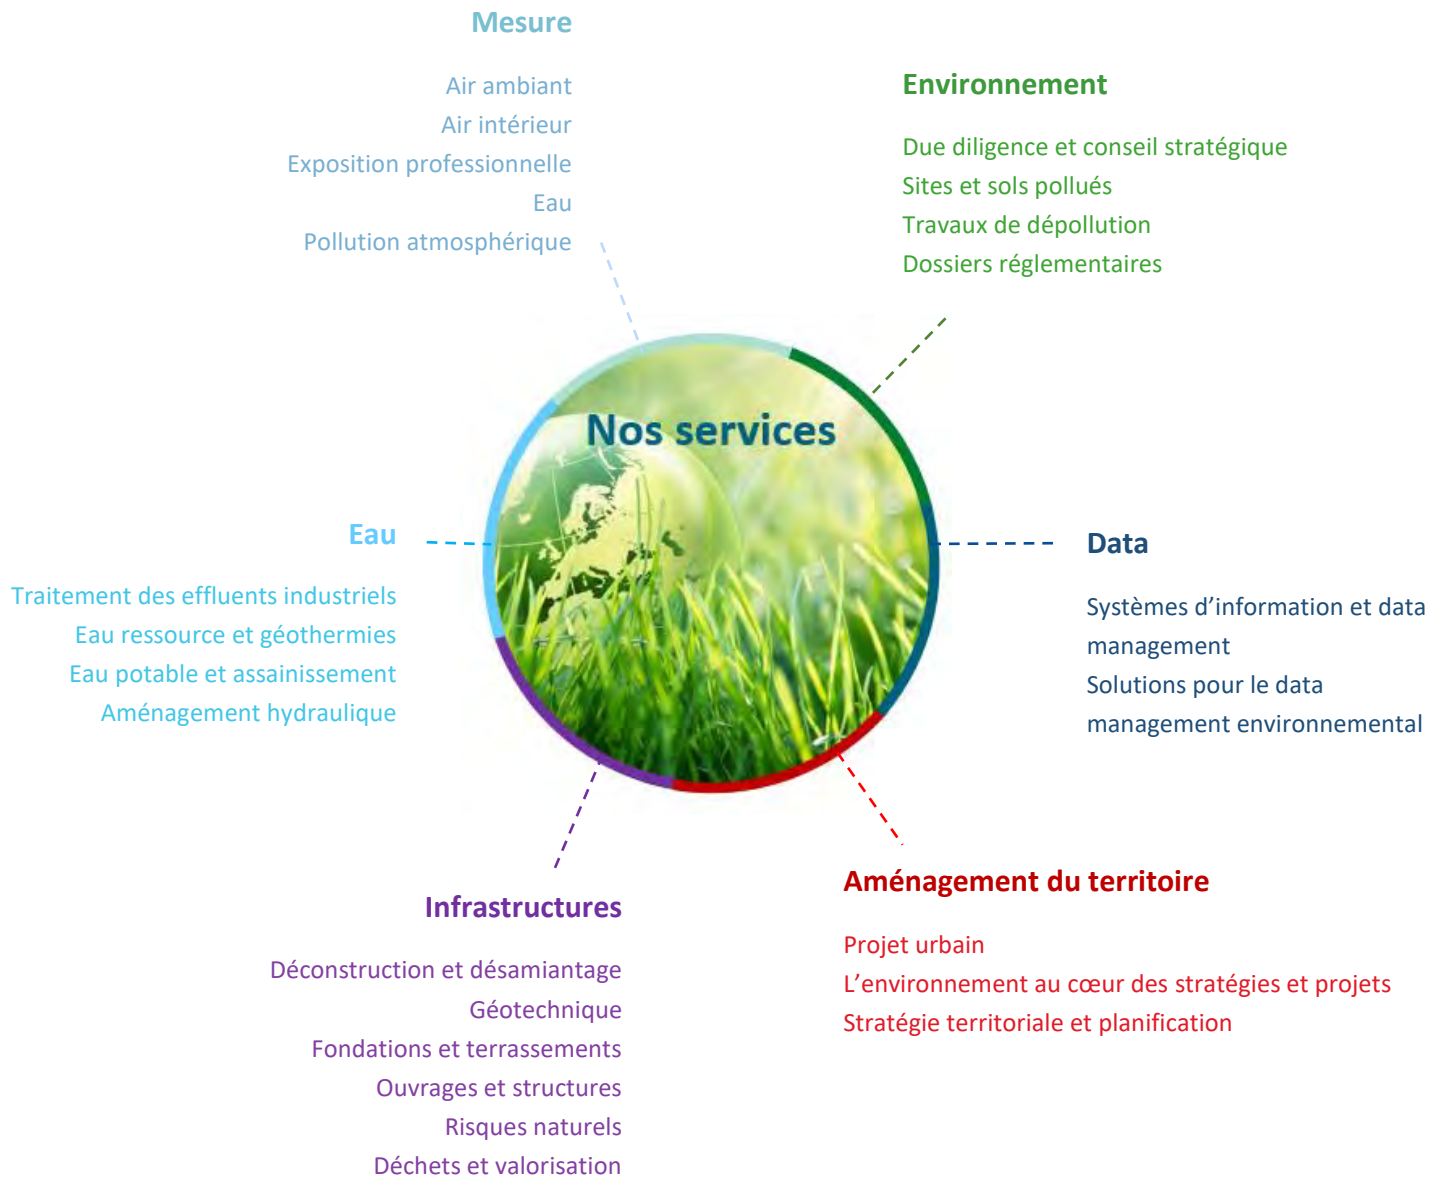 Mesure
Air ambiant
Air intérieur
Exposition professionnelle
Eau
Pollution atmosphérique
Environnement
Due diligence et conseil stratégique
Sites et sols pollués
Travaux de dépollution
Dossiers réglementaires
Nos services
Eau
Traitement des effluents industriels
Eau ressource et géothermies
Eau potable et assainissement
Aménagement hydraulique
Data
Systèmes d’information et data
management
Solutions pour le data
management environnemental
Infrastructures
Déconstruction et désamiantage
Géotechnique
Fondations et terrassements
Ouvrages et structures
Risques naturels
Déchets et valorisation
Aménagement du territoire
Projet urbain
L’environnement au cœur des stratégies et projets
Stratégie territoriale et planification